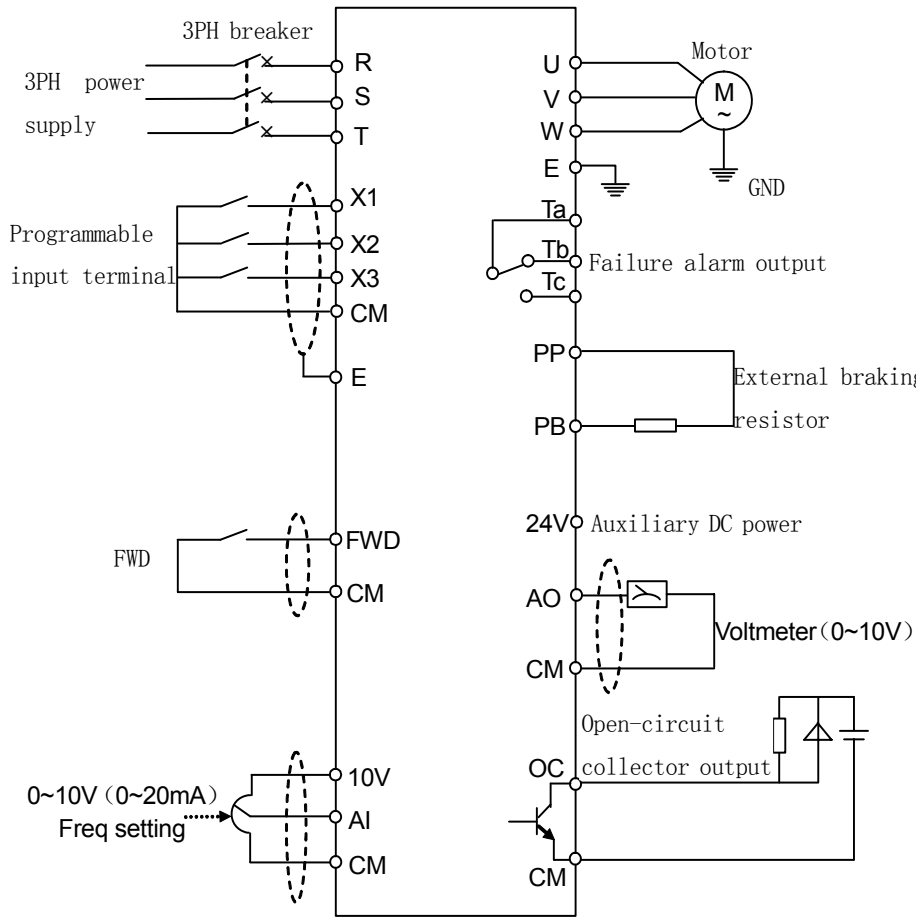 3PH breaker
3PH power
supply
R
S
T
Programmable
input terminal
X1
X2
X3
CM
E
FWD
FWD
CM
0~10V（0~20mA）
Freq setting
10V
AI
CM
U
V
W
E
Motor
M
~
GND
Ta
Tb
Tc
Failure alarm output
PP
PB
External braking
resistor
24V
Auxiliary DC power
AO
CM
Voltmeter（0~10V）
Open-circuit
collector output
OC
CM